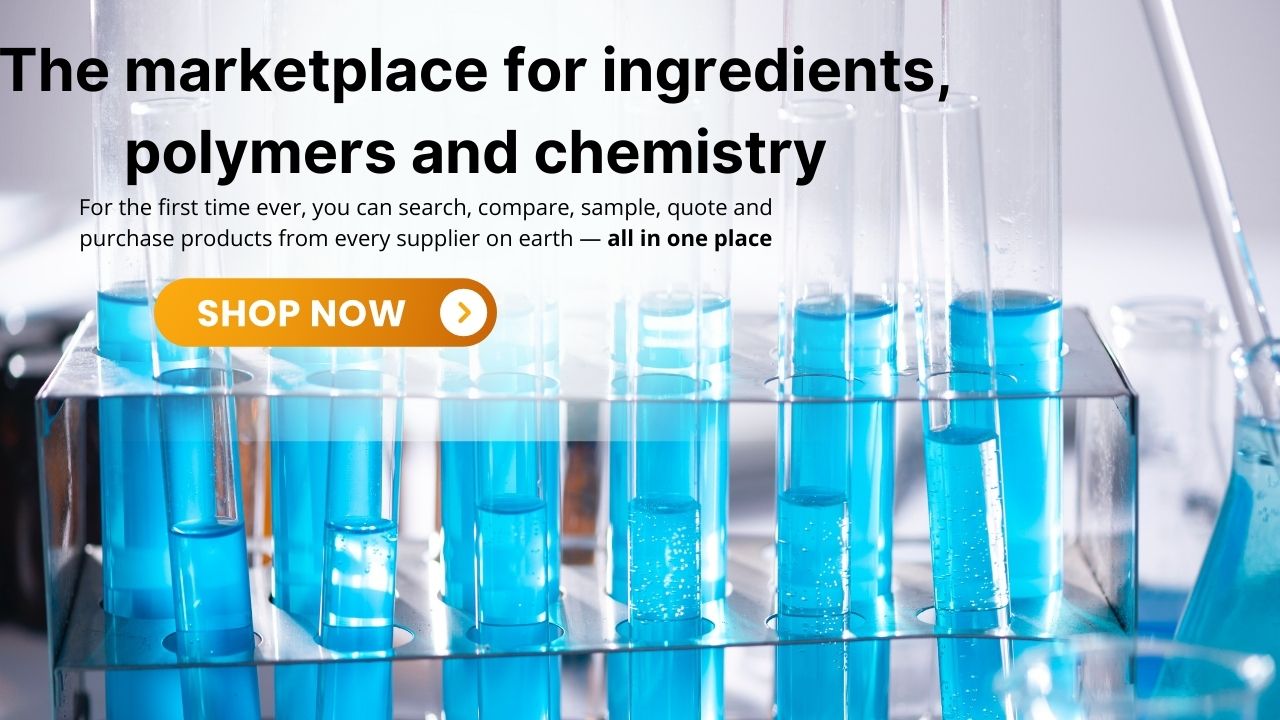 The marketplace for ingredients,
polymers and chemistry
For the first time ever, you can search, compare, sample, quote and
purchase products from every supplier on earth — all in one place
SHOP NOW